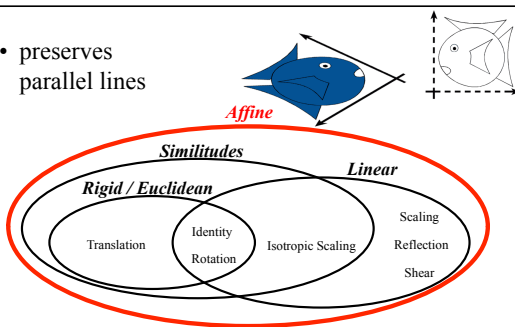 • preserves
parallel lines
Affine
Similitudes
Linear
Rigid / Euclidean
Translation
Identity
Rotation
Isotropic Scaling
Scaling
Reflection
Shear